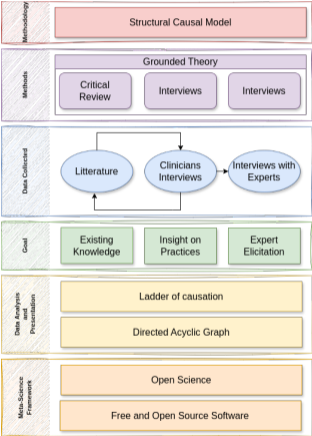 Methodology
Structural Causal Model
Methods
Grounded Theory
Critical
Review
Interviews
Interviews
Data Collected
Litterature
Clinicians
Interviews
Interviews with
Experts
Goal
Existing
Knowledge
Insight on
Practices
Expert
Elicitation
Data Analysis
and
Presentation
Ladder of causation
Directed Acyclic Graph
Meta-Science
Framework
Open Science
Free and Open Source Software